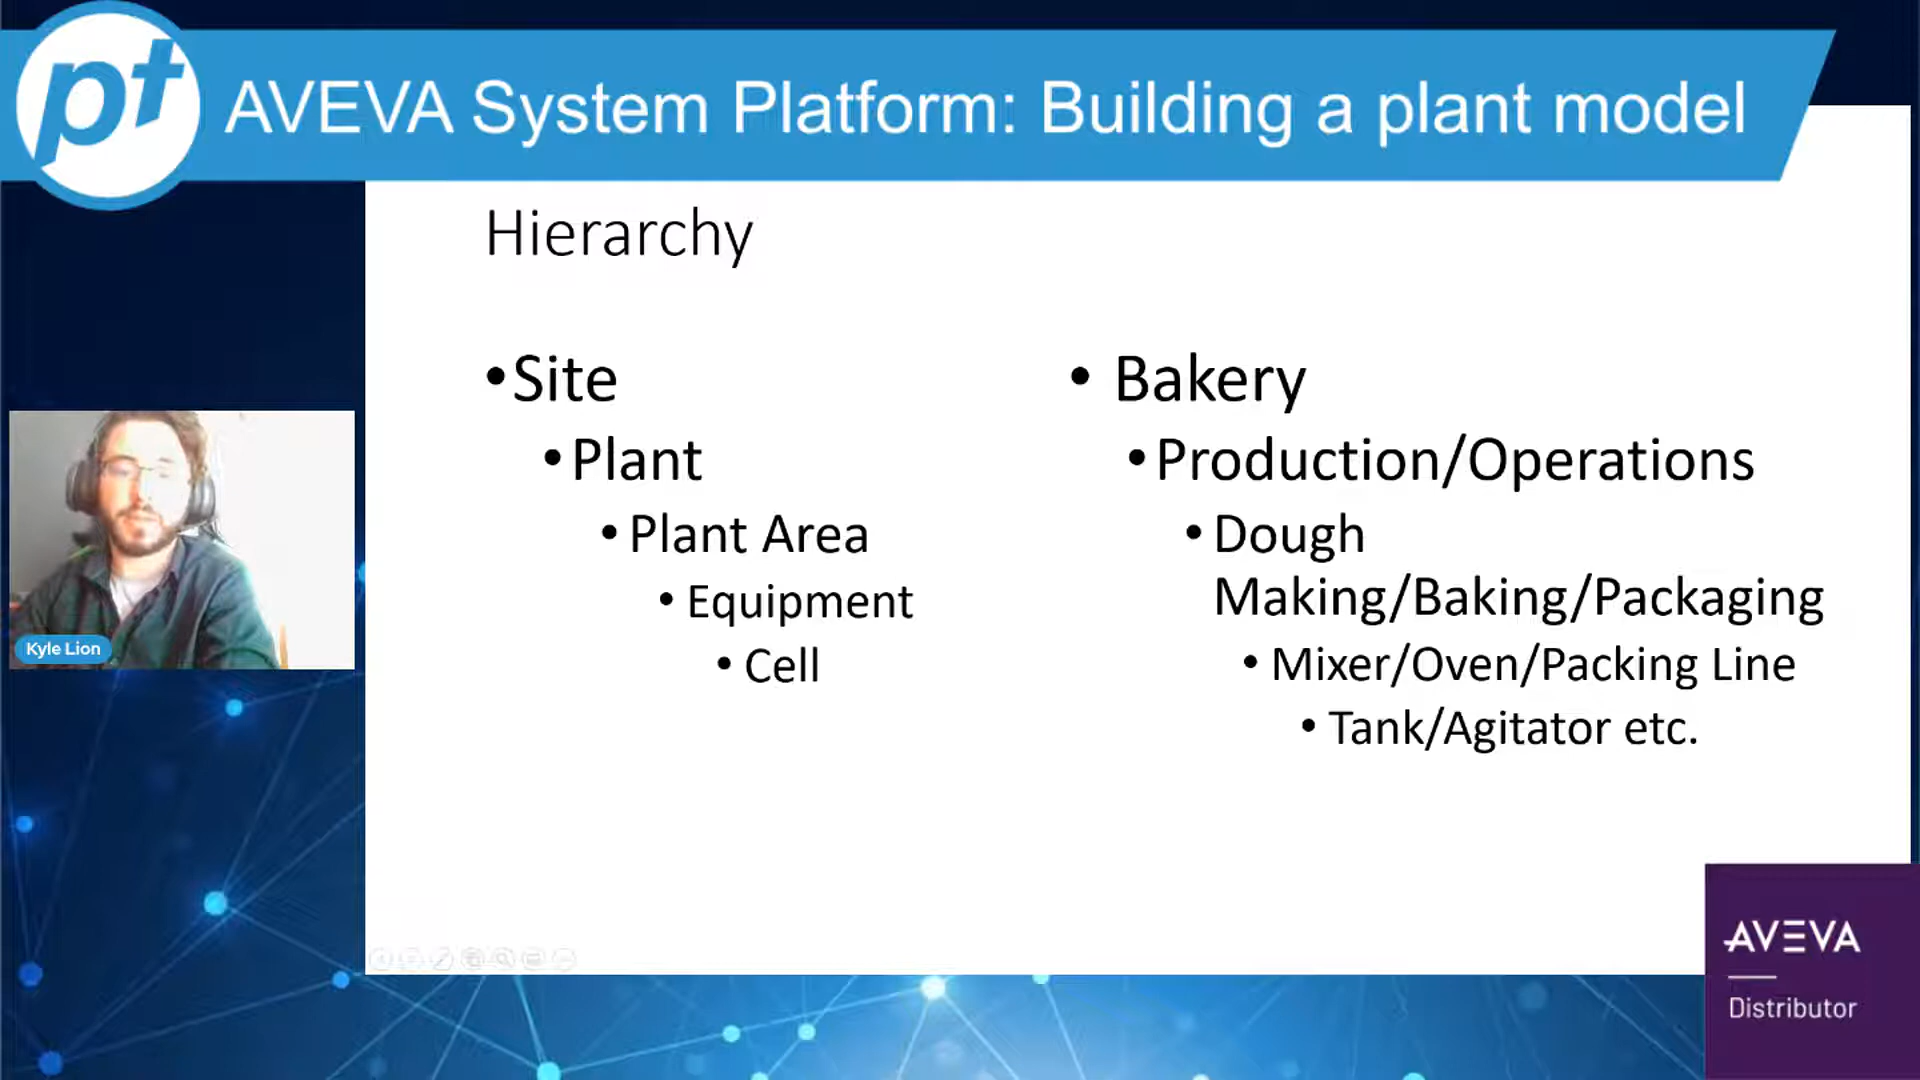 pt
AVEVA System Platform: Building a plant model
Hierarchy
•Site
•Plant
•Plant Area
•Equipment
•Cell
•Bakery
•Production/Operations
•Dough
Making/Baking/Packaging
•Mixer/Oven/Packing Line
•Tank/Agitator etc.
Kyle Lion
AVEVA
Distributor